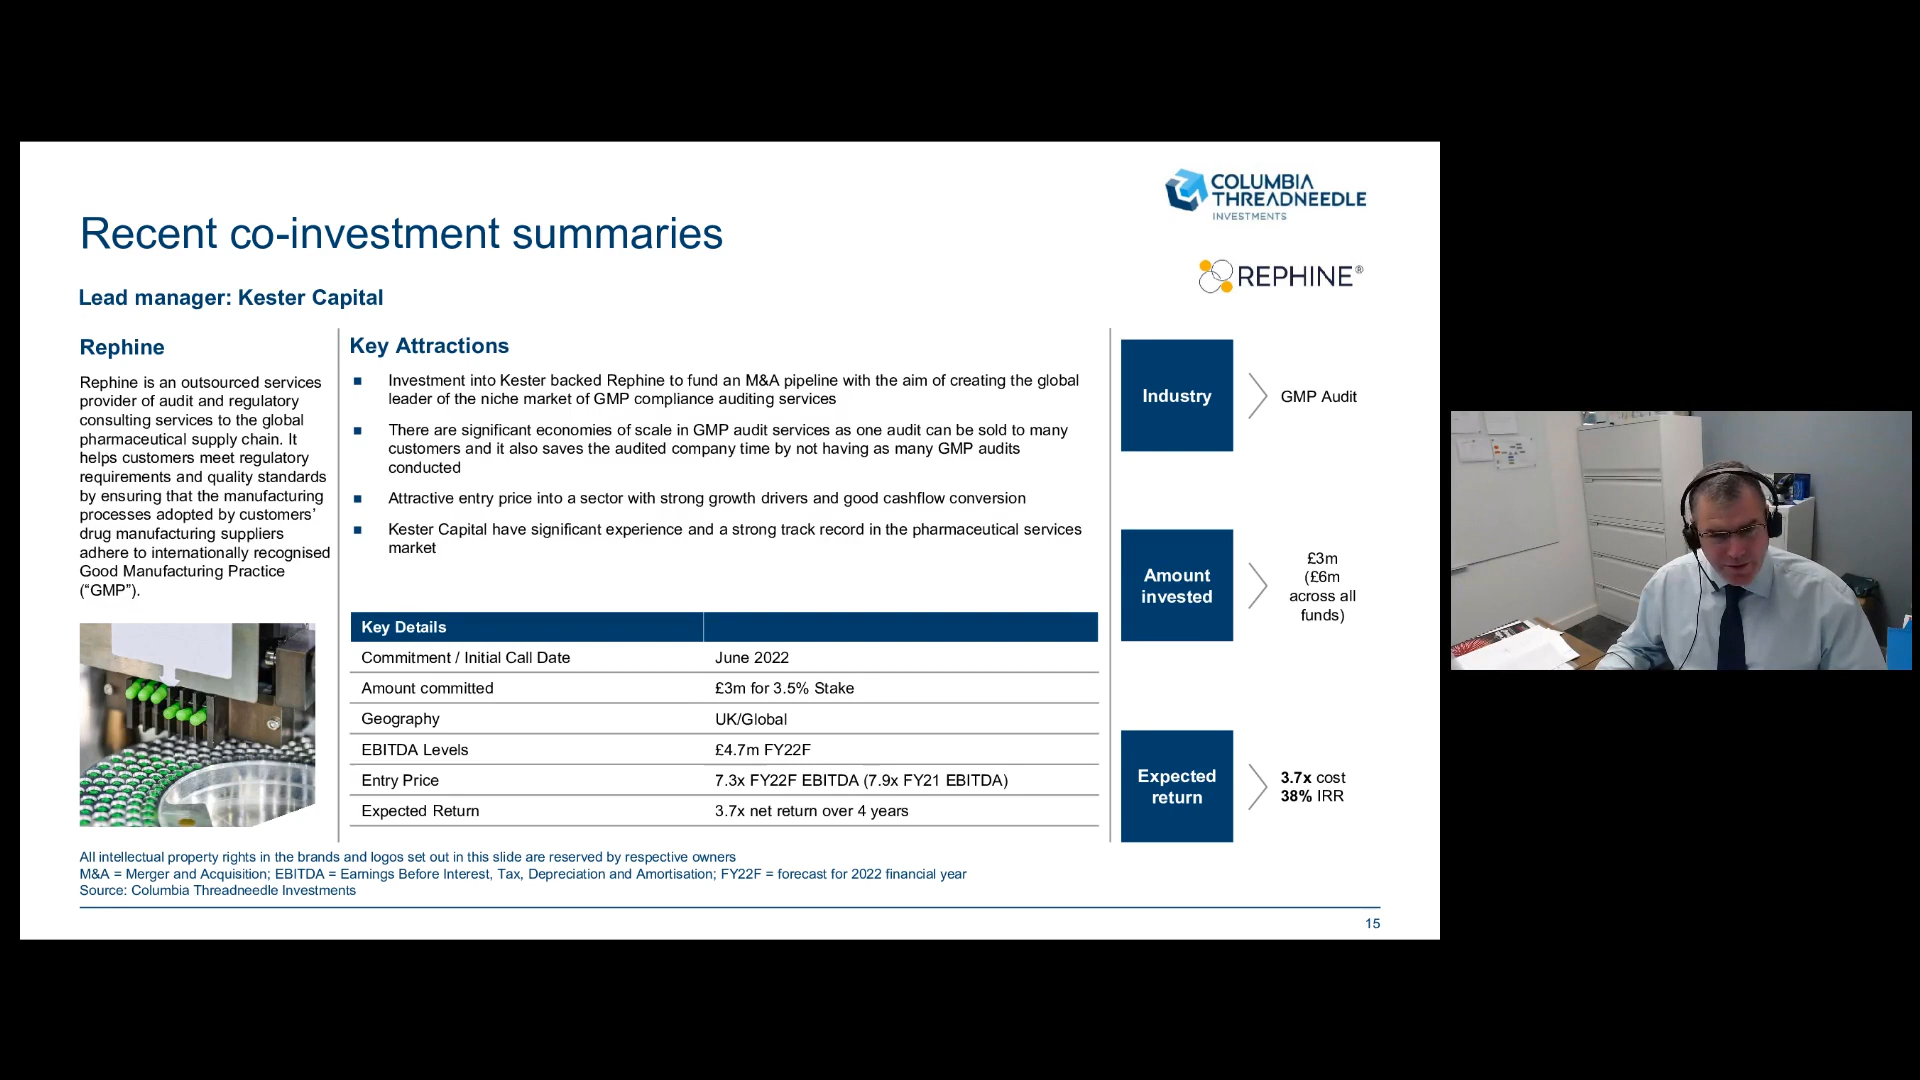 COLUMBIA
THREADNEEDLE
INVESTMENTS
Recent co-investment summaries
REPHINE®
Lead manager: Kester Capital
Rephine
Rephine is an outsourced services
provider of audit and regulatory
consulting services to the global
pharmaceutical supply chain. It
helps customers meet regulatory
requirements and quality standards
by ensuring that the manufacturing
processes adopted by customers’
drug manufacturing suppliers
adhere to internationally recognised
Good Manufacturing Practice
(“GMP”).
Key Attractions
Investment into Kester backed Rephine to fund an M&A pipeline with the aim of creating the global
leader of the niche market of GMP compliance auditing services
There are significant economies of scale in GMP audit services as one audit can be sold to many
customers and it also saves the audited company time by not having as many GMP audits
conducted
Attractive entry price into a sector with strong growth drivers and good cashflow conversion
Kester Capital have significant experience and a strong track record in the pharmaceutical services
market
Key Details
Commitment / Initial Call Date June 2022
Amount committed £3m for 3.5% Stake
Geography UK/Global
EBITDA Levels £4.7m FY22F
Entry Price 7.3x FY22F EBITDA (7.9x FY21 EBITDA)
Expected Return 3.7x net return over 4 years
Industry
GMP Audit
Amount
invested
£3m
(£6m
across all
funds)
Expected
return
3.7x cost
38% IRR
All intellectual property rights in the brands and logos set out in this slide are reserved by respective owners
M&A = Merger and Acquisition; EBITDA = Earnings Before Interest, Tax, Depreciation and Amortisation; FY22F = forecast for 2022 financial year
Source: Columbia Threadneedle Investments
15